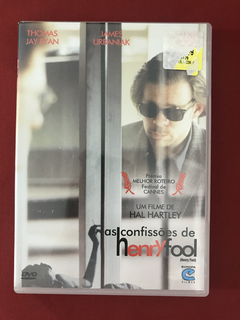 THOMAS
JAY RYAN
JAMES
URBANIAK
Prêmio
MELHOR ROTEIRO
Festival de
CANNES
UM FILME DE
HAL HARTLEY
as confissões de
henry fool
(Henry Fool)
DVD